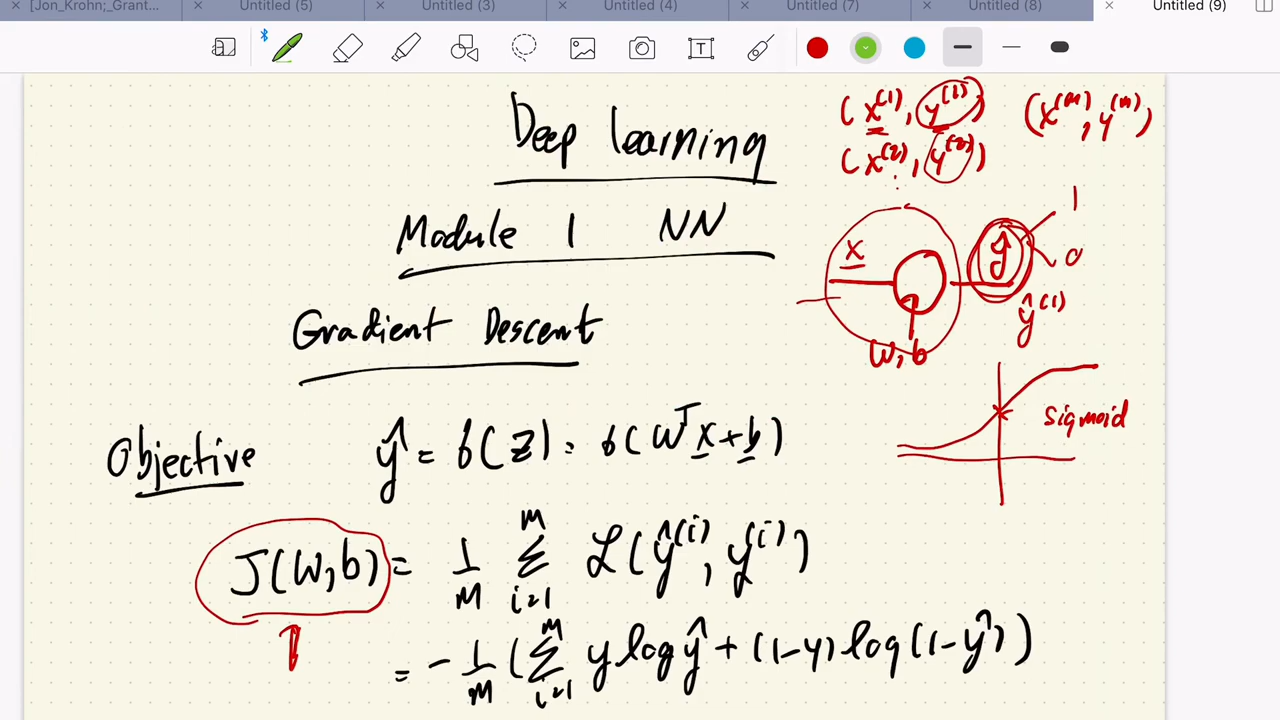 [Jon_Krohn;_Grant... Untitled (5) Untitled (3) Untitled (4) Untitled (7) Untitled (8) Untitled (9)
Deep learning
Module 1 NN
Gradient Descent
(x^(1), y^(1)) (x^(m), y^(m))
(x^(2), y^(2))
x ŷ 1 0
ŷ^(1)
W, b
Sigmoid
Objective ŷ = б(z) = б(W^T x + b)
J(W,b) = 1/m Σ_{i=1}^m ℒ(ŷ^(i), y^(i))
= - 1/m (Σ_{i=1}^m y log ŷ + (1-y) log (1-ŷ))